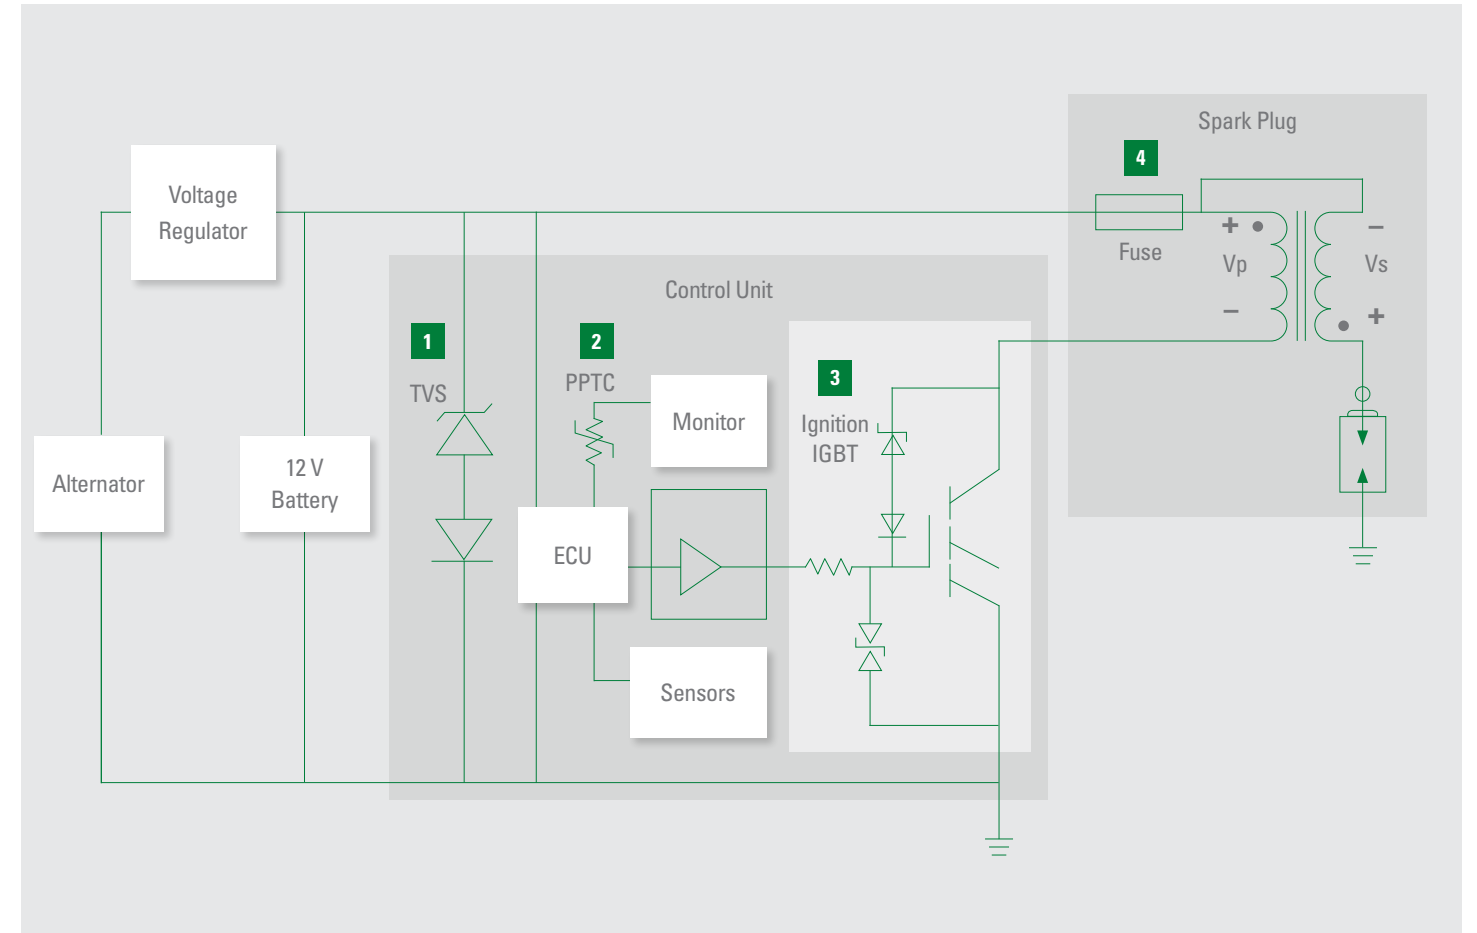 Spark Plug
4
Voltage
Regulator
+
–
Fuse
Vp
Vs
Control Unit
–
+
1
2
3
TVS
PPTC
Monitor
Ignition
IGBT
Alternator
12 V
Battery
ECU
Sensors